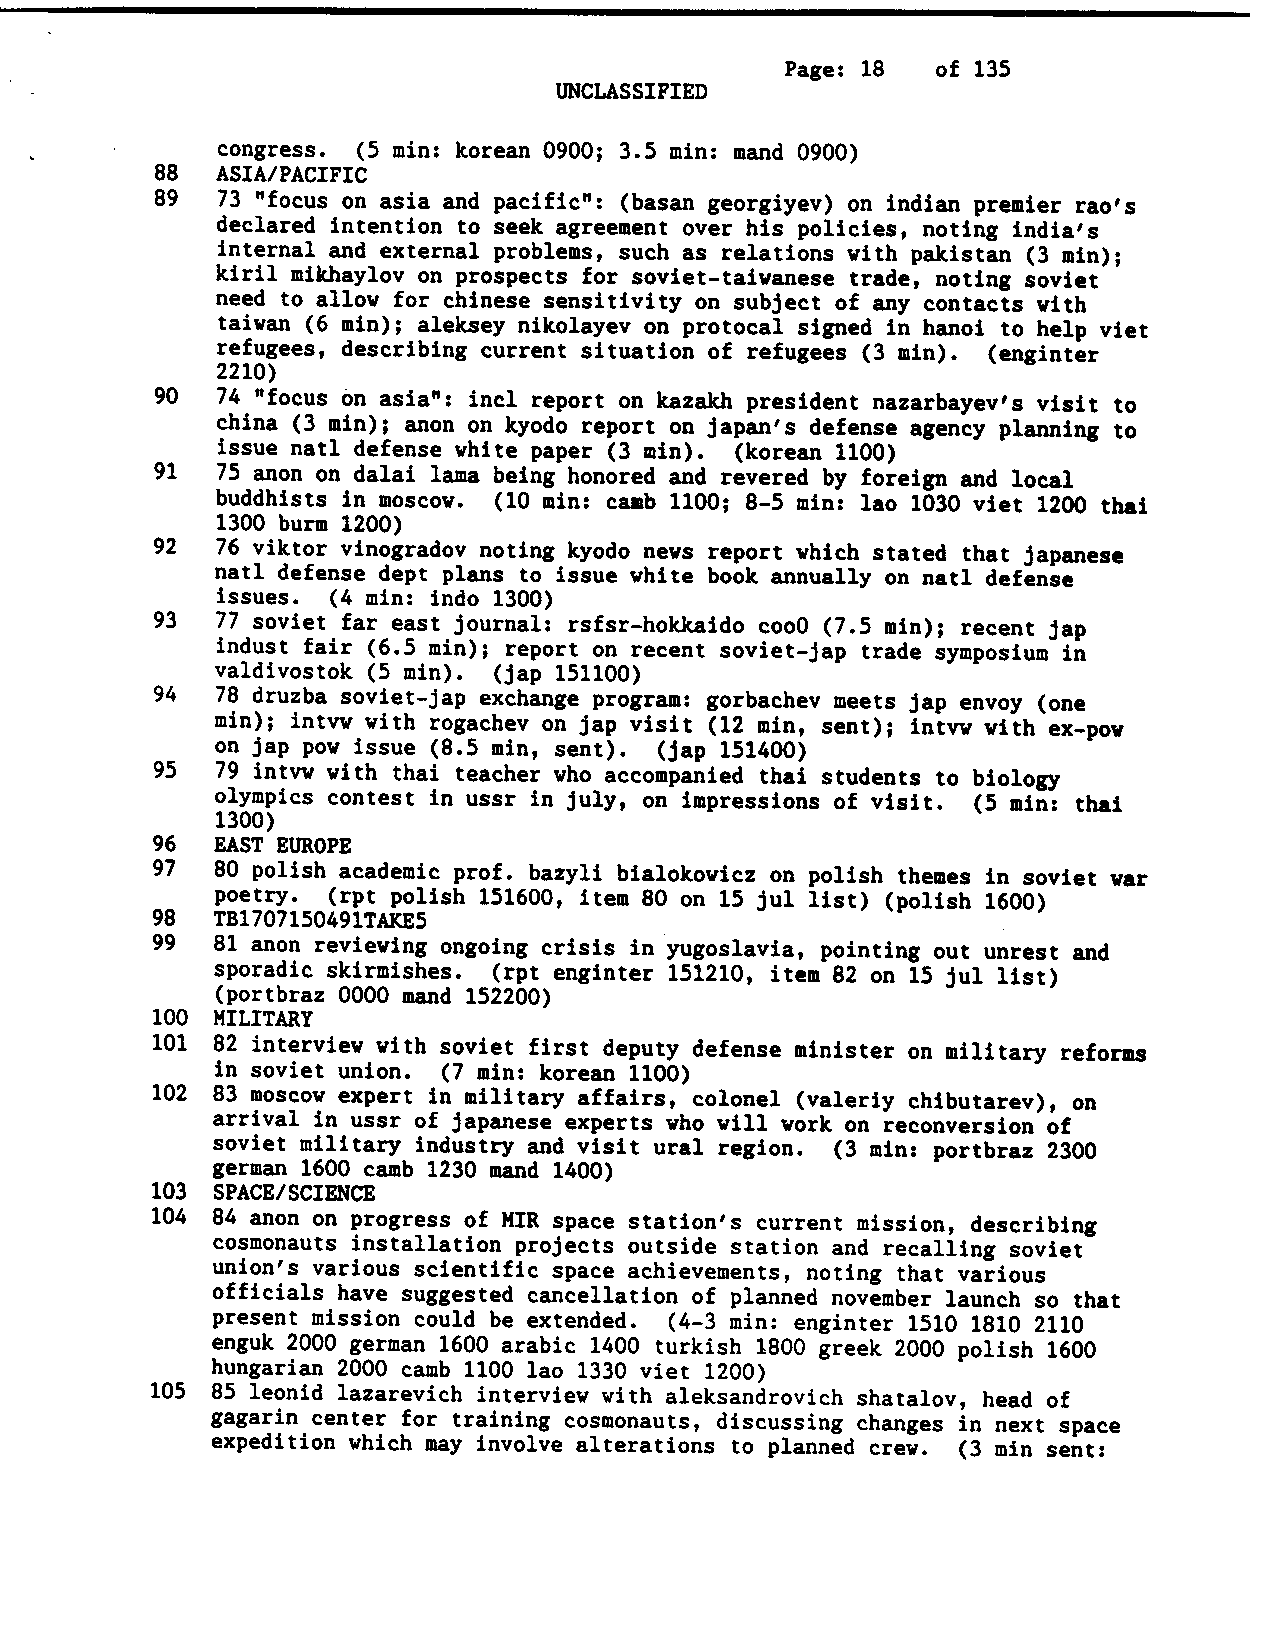 Page: 18 of 135
UNCLASSIFIED
congress. (5 min: korean 0900; 3.5 min: mand 0900)
88 ASIA/PACIFIC
89 73 "focus on asia and pacific": (basan georgiyev) on indian premier rao's
declared intention to seek agreement over his policies, noting india's
internal and external problems, such as relations with pakistan (3 min);
kiril mikhaylov on prospects for soviet-taiwanese trade, noting soviet
need to allow for chinese sensitivity on subject of any contacts with
taiwan (6 min); aleksey nikolayev on protocal signed in hanoi to help viet
refugees, describing current situation of refugees (3 min). (enginter
2210)
90 74 "focus on asia": incl report on kazakh president nazarbayev's visit to
china (3 min); anon on kyodo report on japan's defense agency planning to
issue natl defense white paper (3 min). (korean 1100)
91 75 anon on dalai lama being honored and revered by foreign and local
buddhists in moscow. (10 min: camb 1100; 8-5 min: lao 1030 viet 1200 thai
1300 burm 1200)
92 76 viktor vinogradov noting kyodo news report which stated that japanese
natl defense dept plans to issue white book annually on natl defense
issues. (4 min: indo 1300)
93 77 soviet far east journal: rsfsr-hokkaido coo0 (7.5 min); recent jap
indust fair (6.5 min); report on recent soviet-jap trade symposium in
valdivostok (5 min). (jap 151100)
94 78 druzba soviet-jap exchange program: gorbachev meets jap envoy (one
min); intvw with rogachev on jap visit (12 min, sent); intvw with ex-pow
on jap pow issue (8.5 min, sent). (jap 151400)
95 79 intvw with thai teacher who accompanied thai students to biology
olympics contest in ussr in july, on impressions of visit. (5 min: thai
1300)
96 EAST EUROPE
97 80 polish academic prof. bazyli bialokowicz on polish themes in soviet war
poetry. (rpt polish 151600, item 80 on 15 jul list) (polish 1600)
98 TB1707150491TAKE5
99 81 anon reviewing ongoing crisis in yugoslavia, pointing out unrest and
sporadic skirmishes. (rpt enginter 151210, item 82 on 15 jul list)
(portbraz 0000 mand 152200)
100 MILITARY
101 82 interview with soviet first deputy defense minister on military reforms
in soviet union. (7 min: korean 1100)
102 83 moscow expert in military affairs, colonel (valeriy chibutarev), on
arrival in ussr of japanese experts who will work on reconversion of
soviet military industry and visit ural region. (3 min: portbraz 2300
german 1600 camb 1230 mand 1400)
103 SPACE/SCIENCE
104 84 anon on progress of MIR space station's current mission, describing
cosmonauts installation projects outside station and recalling soviet
union's various scientific space achievements, noting that various
officials have suggested cancellation of planned november launch so that
present mission could be extended. (4-3 min: enginter 1510 1810 2110
enguk 2000 german 1600 arabic 1400 turkish 1800 greek 2000 polish 1600
hungarian 2000 camb 1100 lao 1330 viet 1200)
105 85 leonid lazarevich interview with aleksandrovich shatalov, head of
gagarin center for training cosmonauts, discussing changes in next space
expedition which may involve alterations to planned crew. (3 min sent: